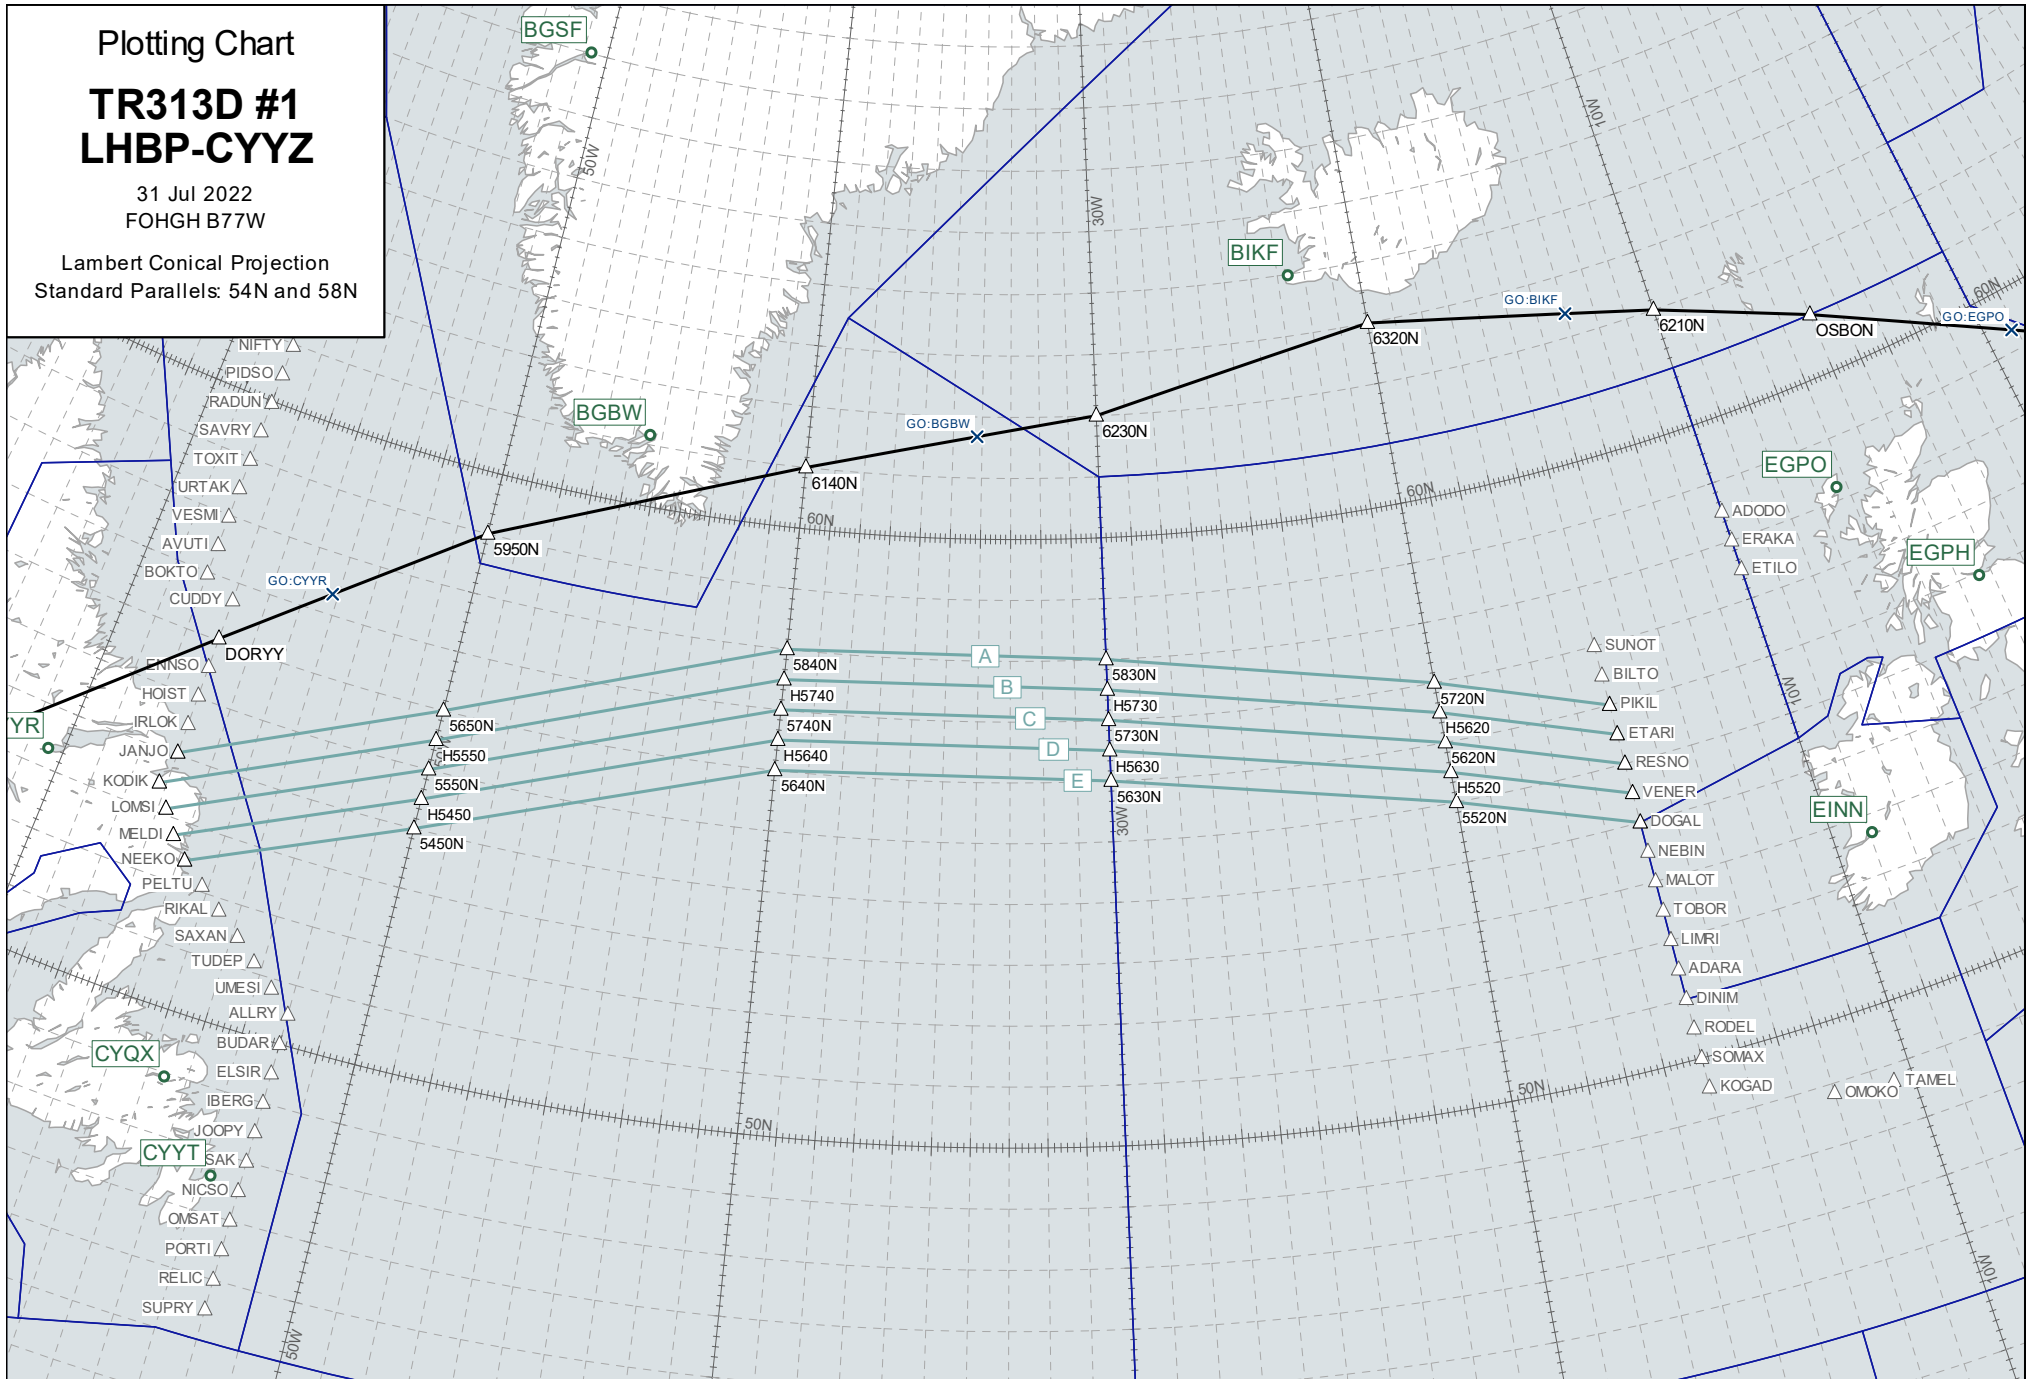 Plotting Chart
TR313D #1
LHBP-CYYZ
31 Jul 2022
FOHGH B77W
Lambert Conical Projection
Standard Parallels: 54N and 58N
BGSF
50W
10W
30W
BIKF
60N
GO:BIKF
GO:EGPO
6210N
OSBON
6320N
NIFTY
PIDSO
RADUN
SAVRY
TOXIT
URTAK
VESMI
AVUTI
BOKTO
CUDDY
BGBW
GO:BGBW
6230N
6140N
60N
60N
5950N
GO:CYYR
DORYY
EGPO
ADODO
ERAKA
ETILO
EGPH
ENNSO
HOIST
IRLOK
YR
JANJO
KODIK
LOMSI
MELDI
NEEKO
PELTU
RIKAL
SAXAN
TUDEP
UMESI
ALLRY
BUDAR
ELSIR
IBERG
JOOPY
SAK
NICSO
OMSAT
PORTI
RELIC
SUPRY
CYQX
CYYT
A
B
C
D
E
5840N
H5740
5740N
H5640
5640N
5650N
H5550
5550N
H5450
5450N
5830N
H5730
5730N
H5630
5630N
30W
5720N
H5620
5620N
H5520
5520N
SUNOT
BILTO
PIKIL
ETARI
RESNO
VENER
DOGAL
NEBIN
MALOT
TOBOR
LIMRI
ADARA
DINIM
RODEL
SOMAX
KOGAD
OMOKO
TAMEL
10W
EINN
50N
50N
50W
10W